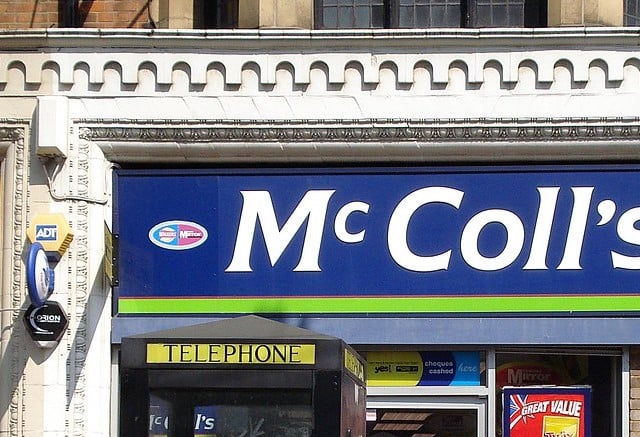 McColl's
ADT
ORION
TELEPHONE
cheques
cashed
here
GREAT VALUE